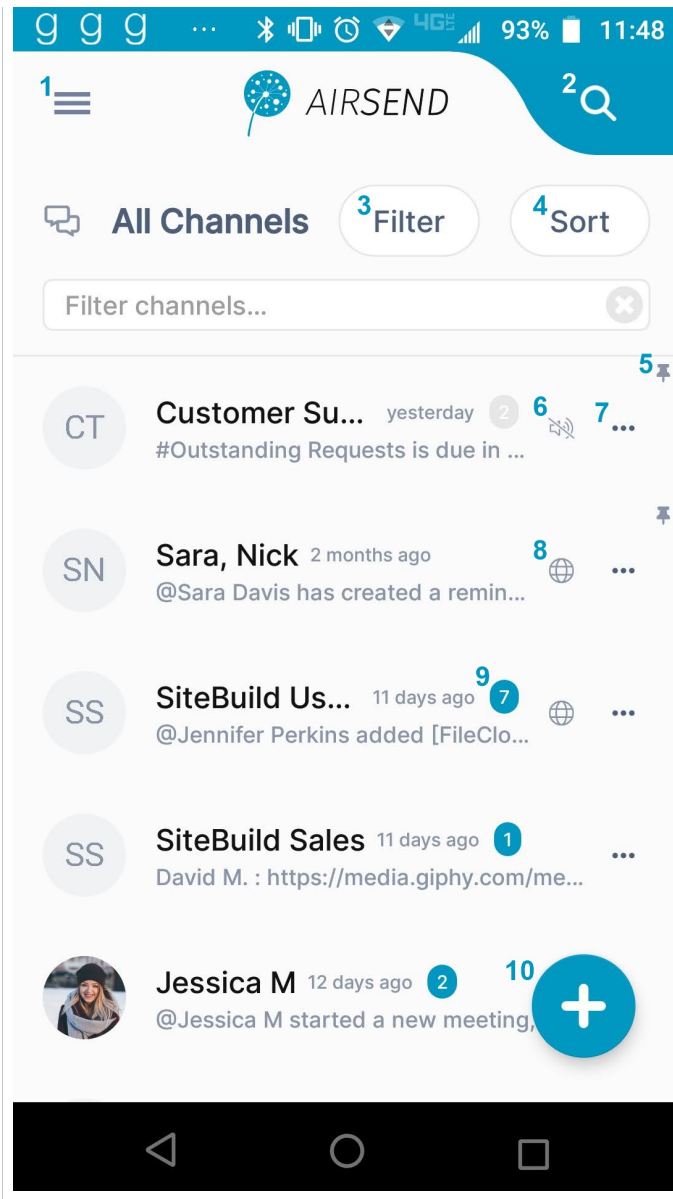 g g g ... 4G LTE 93% 11:48
1 AIRSEND 2
All Channels 3 Filter 4 Sort
Filter channels...
5
CT Customer Su... yesterday 2 6 7 ...
#Outstanding Requests is due in ...
SN Sara, Nick 2 months ago 8 ...
@Sara Davis has created a remin...
SS SiteBuild Us... 11 days ago 9 7 ...
@Jennifer Perkins added [FileClo...
SS SiteBuild Sales 11 days ago 1 ...
David M. : https://media.giphy.com/me...
Jessica M 12 days ago 2 10
@Jessica M started a new meeting,